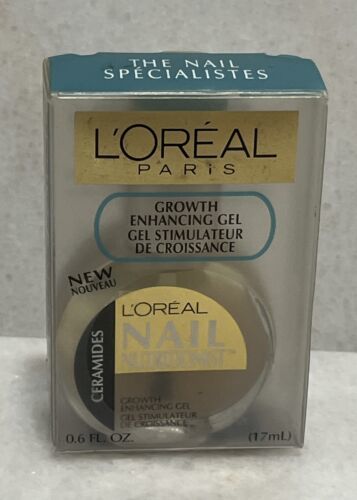 THE NAIL
SPÉCIALISTES
L'ORÉAL
PARIS
GROWTH
ENHANCING GEL
GEL STIMULATEUR
DE CROISSANCE
NEW
NOUVEAU
CERAMIDES
L'ORÉAL
NAIL
NUTRITIONIST™
GROWTH
ENHANCING GEL
GEL STIMULATEUR
DE CROISSANCE
0.6 FL. OZ. (17mL)